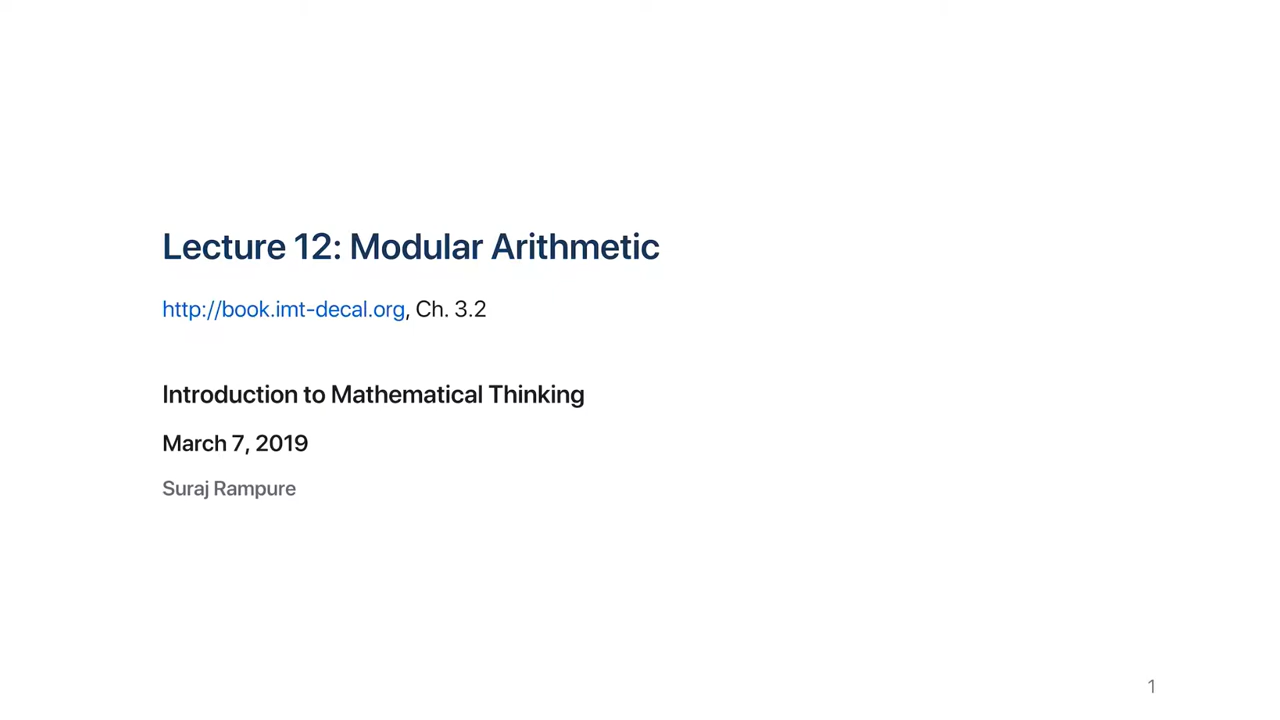 Lecture 12: Modular Arithmetic
http://book.imt-decal.org, Ch. 3.2
Introduction to Mathematical Thinking
March 7, 2019
Suraj Rampure
1